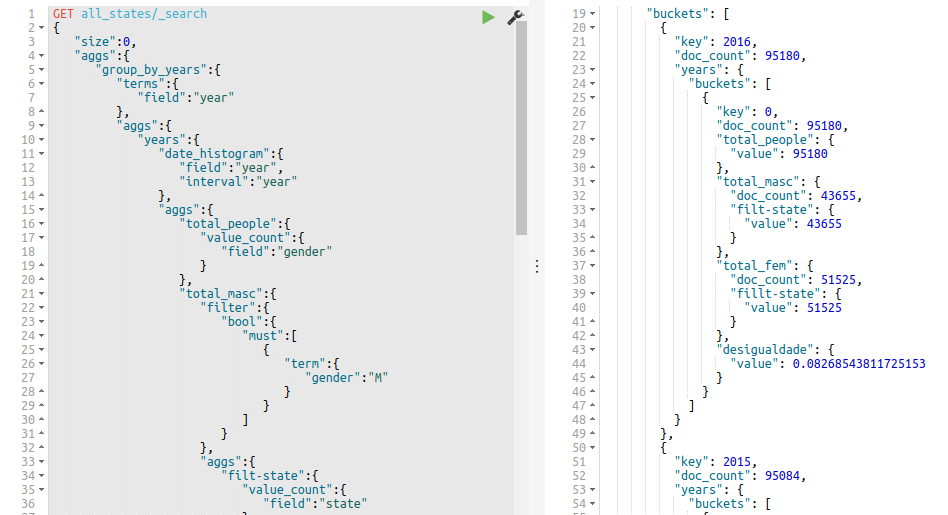 1 GET all_states/_search
2 {
3 "size":0,
4 "aggs":{
5 "group_by_years":{
6 "terms":{
7 "field":"year"
8 },
9 "aggs":{
10 "years":{
11 "date_histogram":{
12 "field":"year",
13 "interval":"year"
14 },
15 "aggs":{
16 "total_people":{
17 "value_count":{
18 "field":"gender"
19 }
20 },
21 "total_masc":{
22 "filter":{
23 "bool":{
24 "must":[
25 {
26 "term":{
27 "gender":"M"
28 }
29 }
30 ]
31 }
32 },
33 "aggs":{
34 "filt-state":{
35 "value_count":{
36 "field":"state"
19 "buckets": [
20 {
21 "key": 2016,
22 "doc_count": 95180,
23 "years": {
24 "buckets": [
25 {
26 "key": 0,
27 "doc_count": 95180,
28 "total_people": {
29 "value": 95180
30 },
31 "total_masc": {
32 "doc_count": 43655,
33 "filt-state": {
34 "value": 43655
35 }
36 },
37 "total_fem": {
38 "doc_count": 51525,
39 "fillt-state": {
40 "value": 51525
41 }
42 },
43 "desigualdade": {
44 "value": 0.08268543811725153
45 }
46 }
47 ]
48 }
49 },
50 {
51 "key": 2015,
52 "doc_count": 95084,
53 "years": {
54 "buckets": [